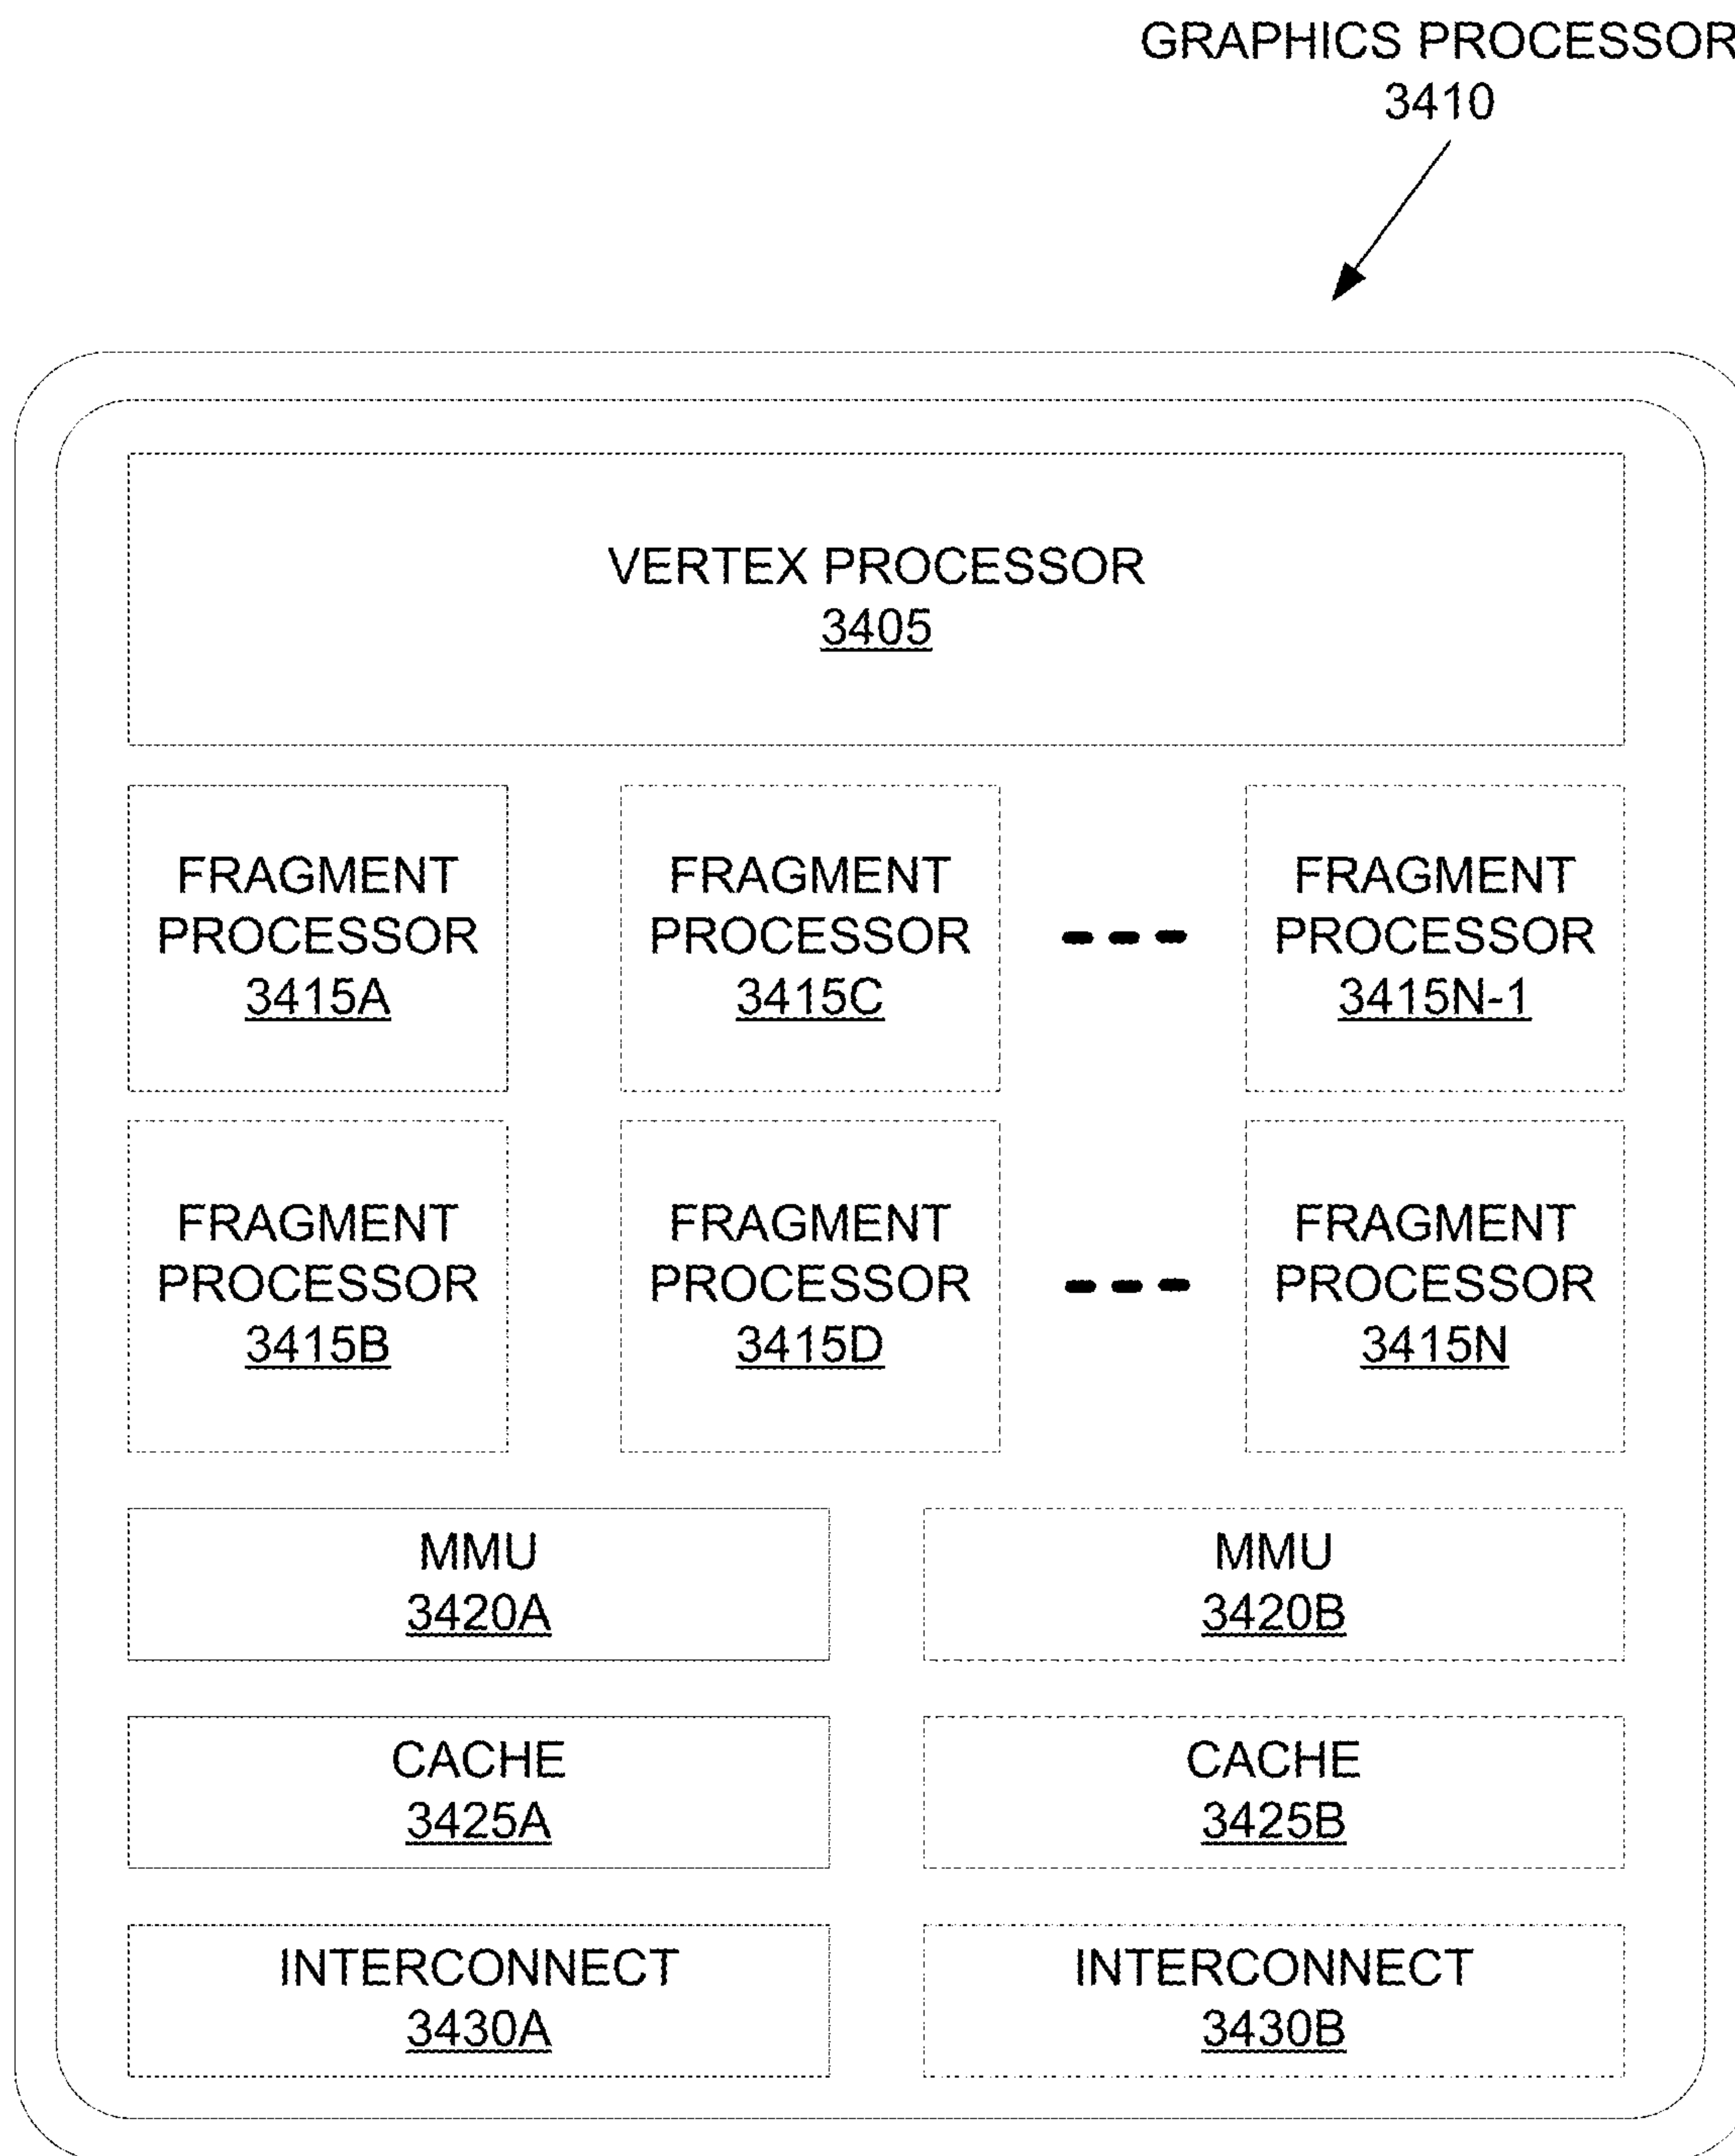 GRAPHICS PROCESSOR
3410
VERTEX PROCESSOR
3405
FRAGMENT
PROCESSOR
3415A
FRAGMENT
PROCESSOR
3415C
FRAGMENT
PROCESSOR
3415N-1
FRAGMENT
PROCESSOR
3415B
FRAGMENT
PROCESSOR
3415D
FRAGMENT
PROCESSOR
3415N
MMU
3420A
MMU
3420B
CACHE
3425A
CACHE
3425B
INTERCONNECT
3430A
INTERCONNECT
3430B